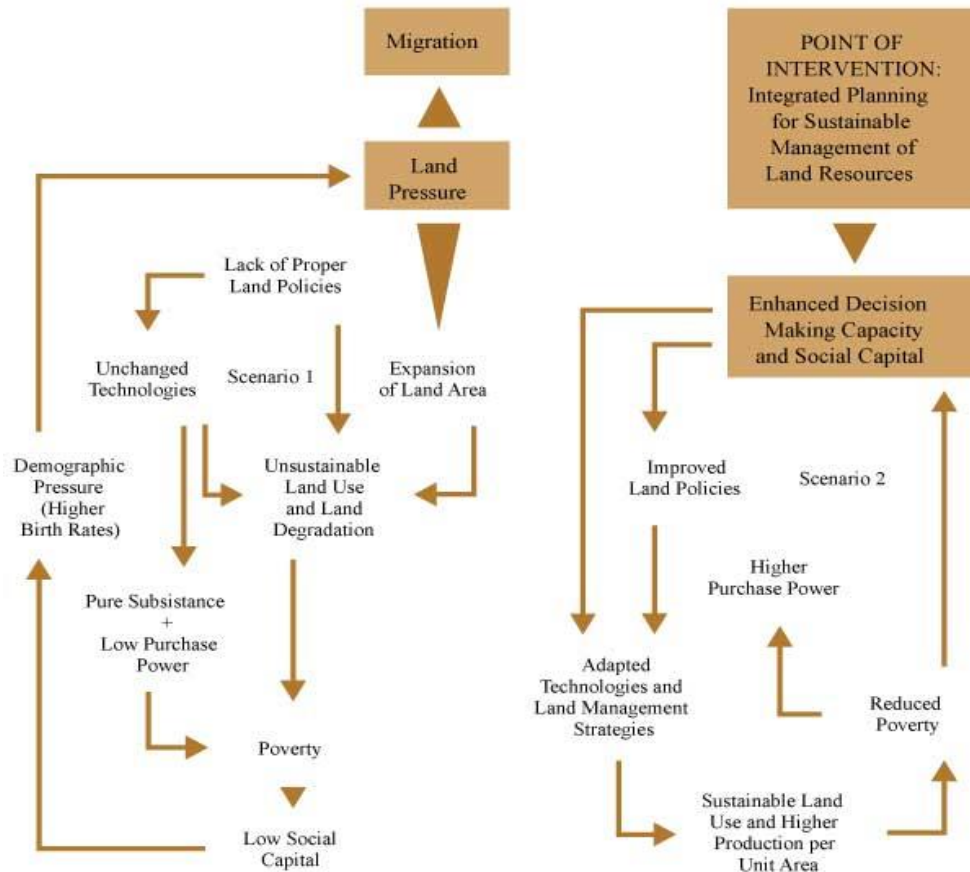 Migration
Land
Pressure
Lack of Proper
Land Policies
Unchanged
Technologies
Scenario 1
Expansion
of Land Area
Demographic
Pressure
(Higher
Birth Rates)
Unsustainable
Land Use
and Land
Degradation
Pure Subsistance
+
Low Purchase
Power
Poverty
Low Social
Capital
POINT OF
INTERVENTION:
Integrated Planning
for Sustainable
Management of
Land Resources
Enhanced Decision
Making Capacity
and Social Capital
Improved
Land Policies
Scenario 2
Higher
Purchase Power
Adapted
Technologies and
Land Management
Strategies
Reduced
Poverty
Sustainable Land
Use and Higher
Production per
Unit Area